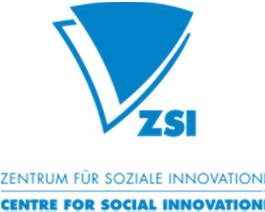 ZSI
ZENTRUM FÜR SOZIALE INNOVATION
CENTRE FOR SOCIAL INNOVATION